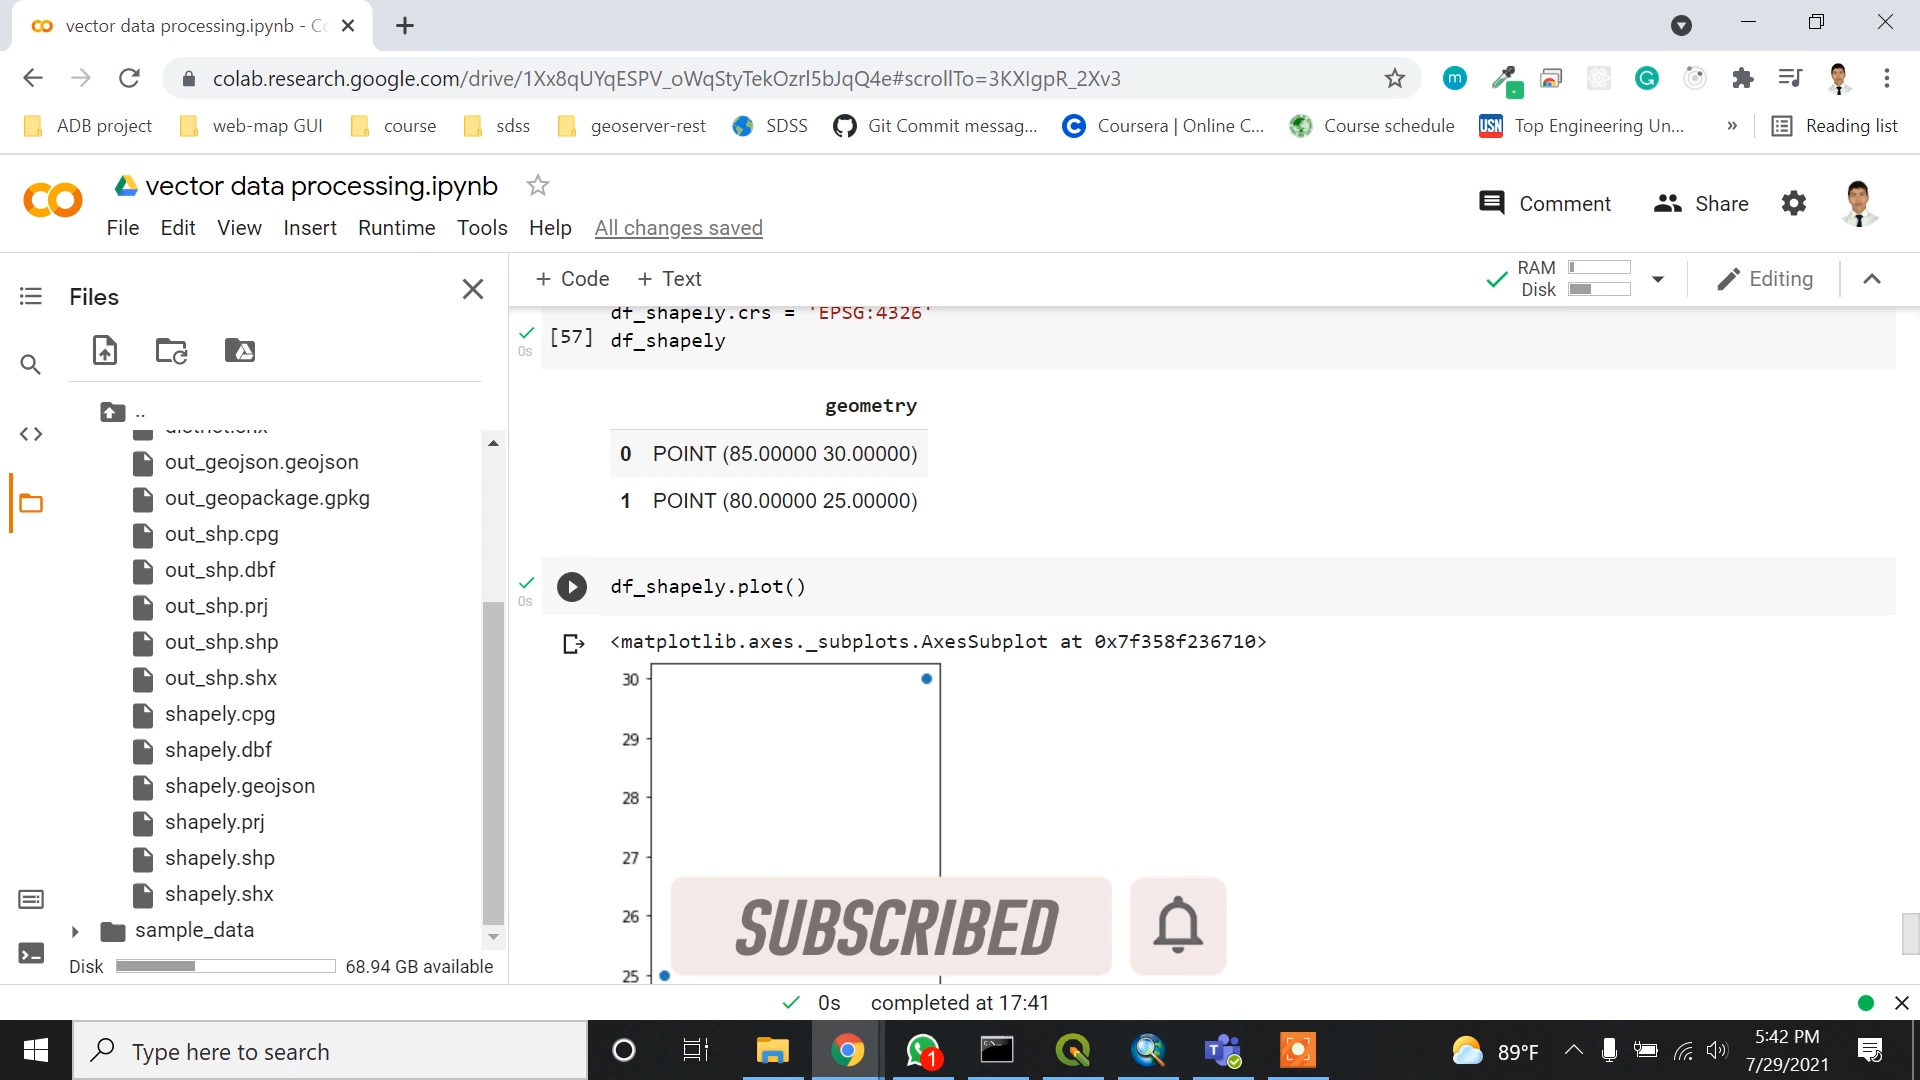 vector data processing.ipynb - Co
colab.research.google.com/drive/1Xx8qUYqESPV_oWqStyTekOzrl5bJqQ4e#scrollTo=3KXIgpR_2Xv3
ADB project web-map GUI course sdss geoserver-rest SDSS Git Commit messag... Coursera | Online C... Course schedule USN Top Engineering Un... » Reading list
vector data processing.ipynb
Comment Share
File Edit View Insert Runtime Tools Help All changes saved
Files
+ Code + Text
RAM
Disk
Editing
df_shapely.crs = 'EPSG:4326'
[57] df_shapely
0s
geometry
0 POINT (85.00000 30.00000)
1 POINT (80.00000 25.00000)
df_shapely.plot()
0s
<matplotlib.axes._subplots.AxesSubplot at 0x7f358f236710>
30
29
28
27
26
25
SUBSCRIBED
..
district.shx
out_geojson.geojson
out_geopackage.gpkg
out_shp.cpg
out_shp.dbf
out_shp.prj
out_shp.shp
out_shp.shx
shapely.cpg
shapely.dbf
shapely.geojson
shapely.prj
shapely.shp
shapely.shx
sample_data
Disk 68.94 GB available
0s completed at 17:41
Type here to search
1
89°F
5:42 PM
7/29/2021